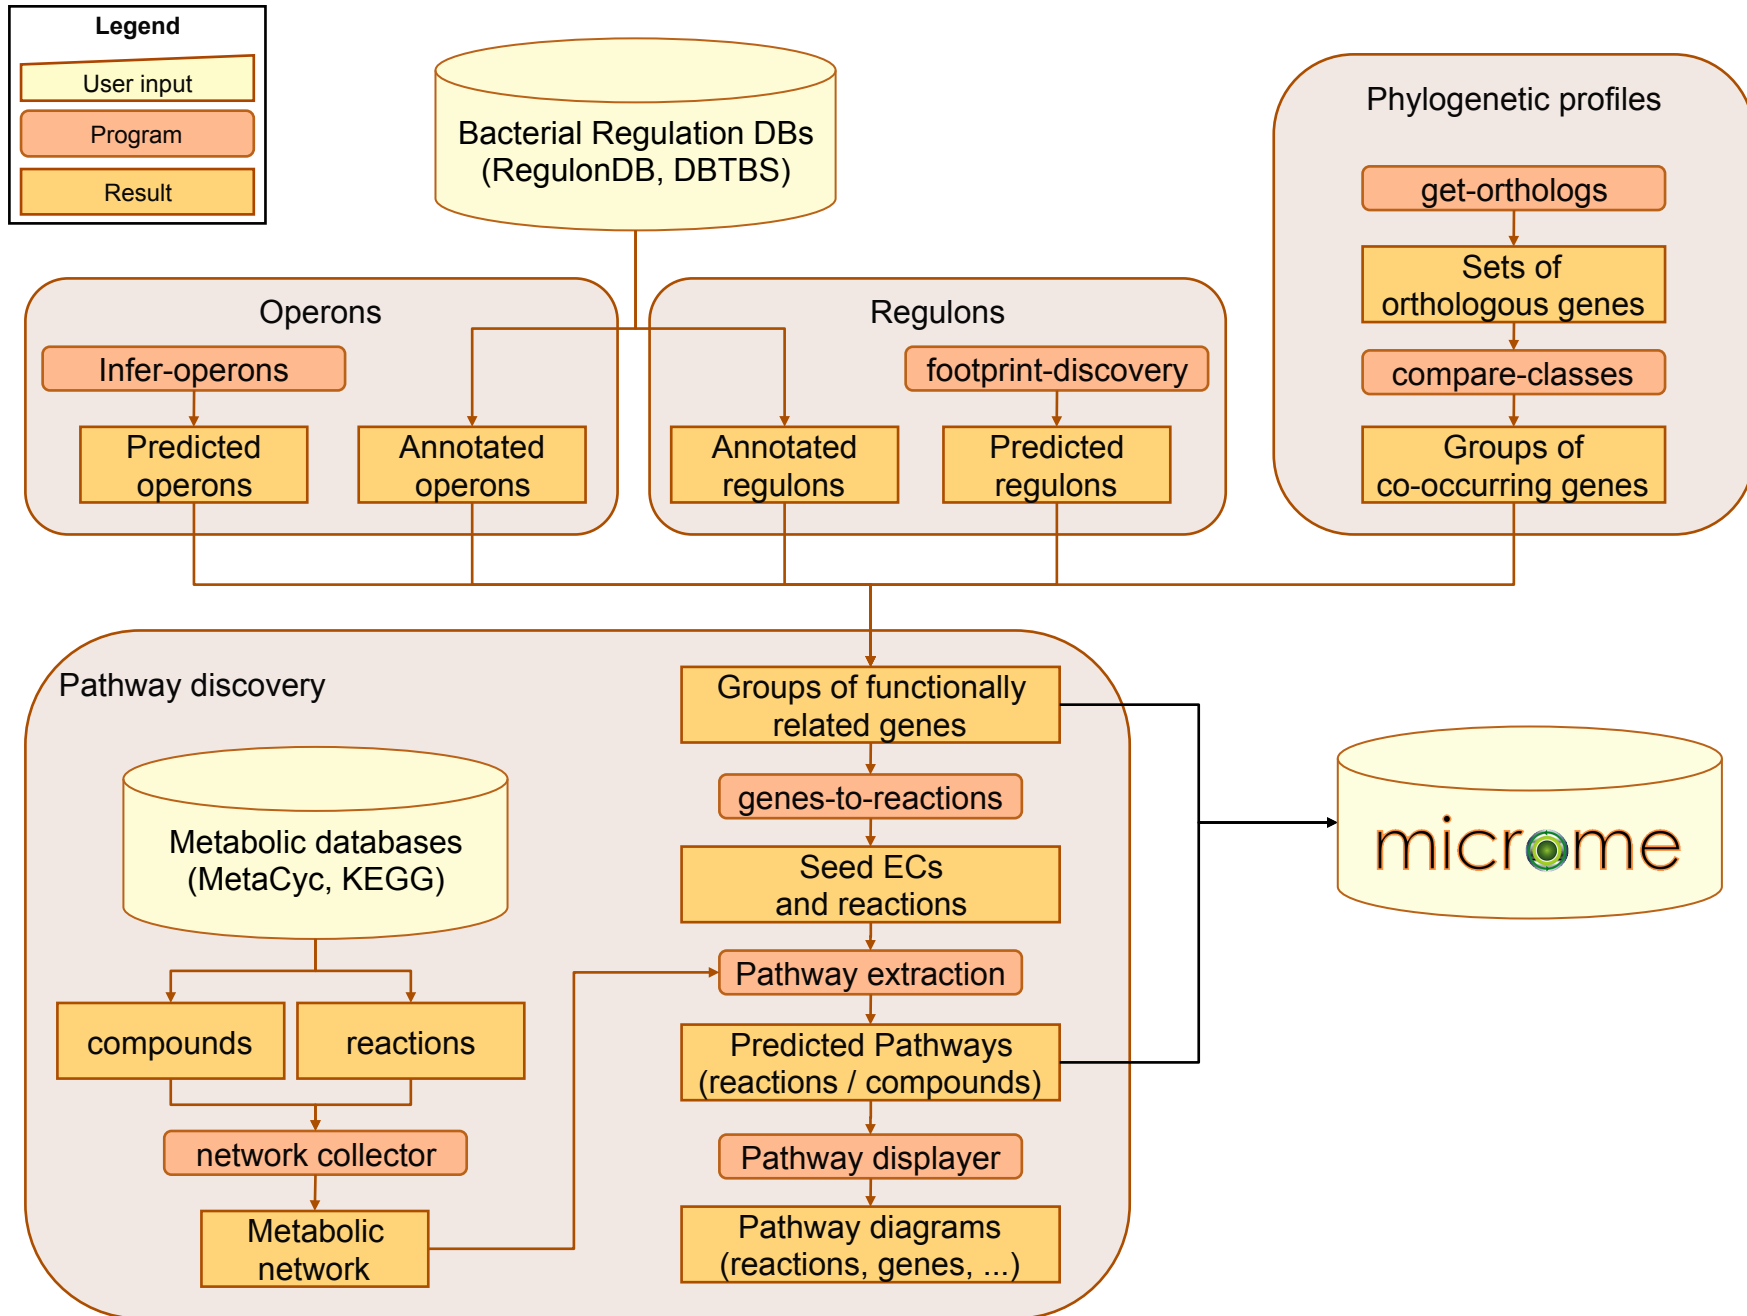 Legend
User input
Program
Result
Bacterial Regulation DBs
(RegulonDB, DBTBS)
Phylogenetic profiles
get-orthologs
Sets of
orthologous genes
compare-classes
Groups of
co-occurring genes
Operons
Infer-operons
Predicted
operons
Annotated
operons
Regulons
footprint-discovery
Annotated
regulons
Predicted
regulons
Pathway discovery
Metabolic databases
(MetaCyc, KEGG)
compounds
reactions
network collector
Metabolic
network
Groups of functionally
related genes
genes-to-reactions
Seed ECs
and reactions
Pathway extraction
Predicted Pathways
(reactions / compounds)
Pathway displayer
Pathway diagrams
(reactions, genes, ...)
microme